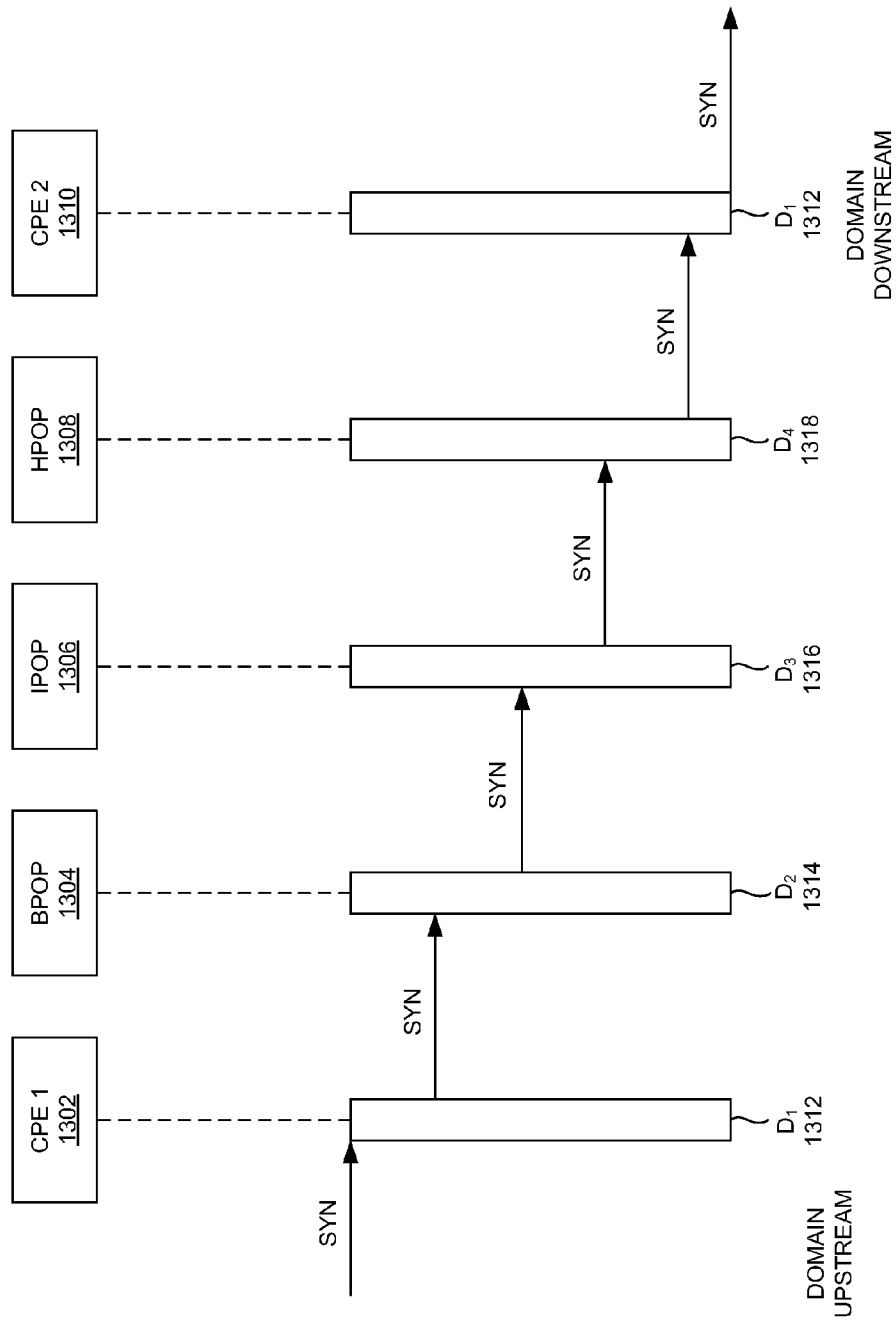 CPE 1
1302
BPOP
1304
IPOP
1306
HPOP
1308
CPE 2
1310
SYN
SYN
SYN
SYN
SYN
SYN
D1
1312
D2
1314
D3
1316
D4
1318
D1
1312
DOMAIN
UPSTREAM
DOMAIN
DOWNSTREAM